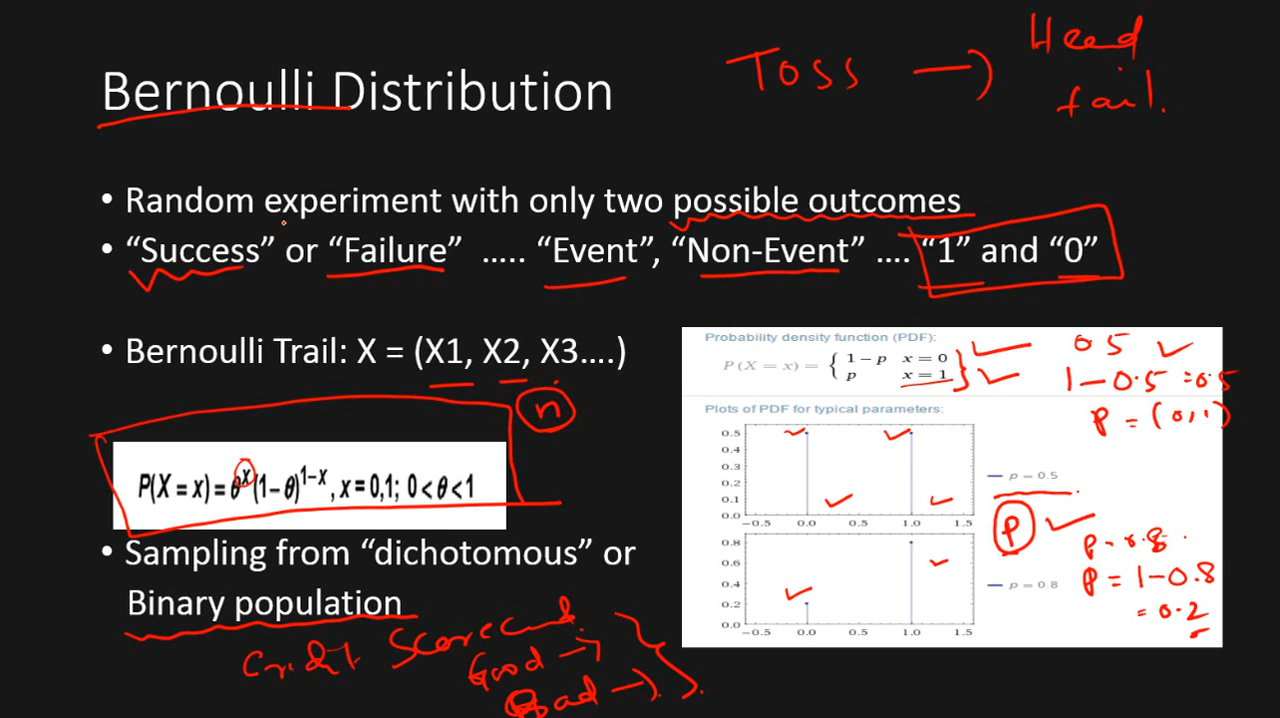 Toss → Head
fail.
Bernoulli Distribution
• Random experiment with only two possible outcomes
• “Success” or “Failure” ..... “Event”, “Non-Event” .... “1” and “0”
• Bernoulli Trail: X = (X1, X2, X3....)
n
P(X = x) = θ^x (1 − θ)^{1−x}, x = 0,1; 0 < θ < 1
• Sampling from “dichotomous” or
Binary population
Credit Scorecard
Good →
Bad →
Probability density function (PDF):
P(X = x) = { 1 − p x = 0
p x = 1
0.5
1 − 0.5 = 0.5
p = (0,1)
Plots of PDF for typical parameters:
0.5
0.4
0.3
0.2
0.1
0.0
−0.5 0.0 0.5 1.0 1.5
p = 0.5
p
0.8
0.6
0.4
0.2
0.0
−0.5 0.0 0.5 1.0 1.5
p = 0.8
p = 0.8
p = 1 − 0.8
= 0.2